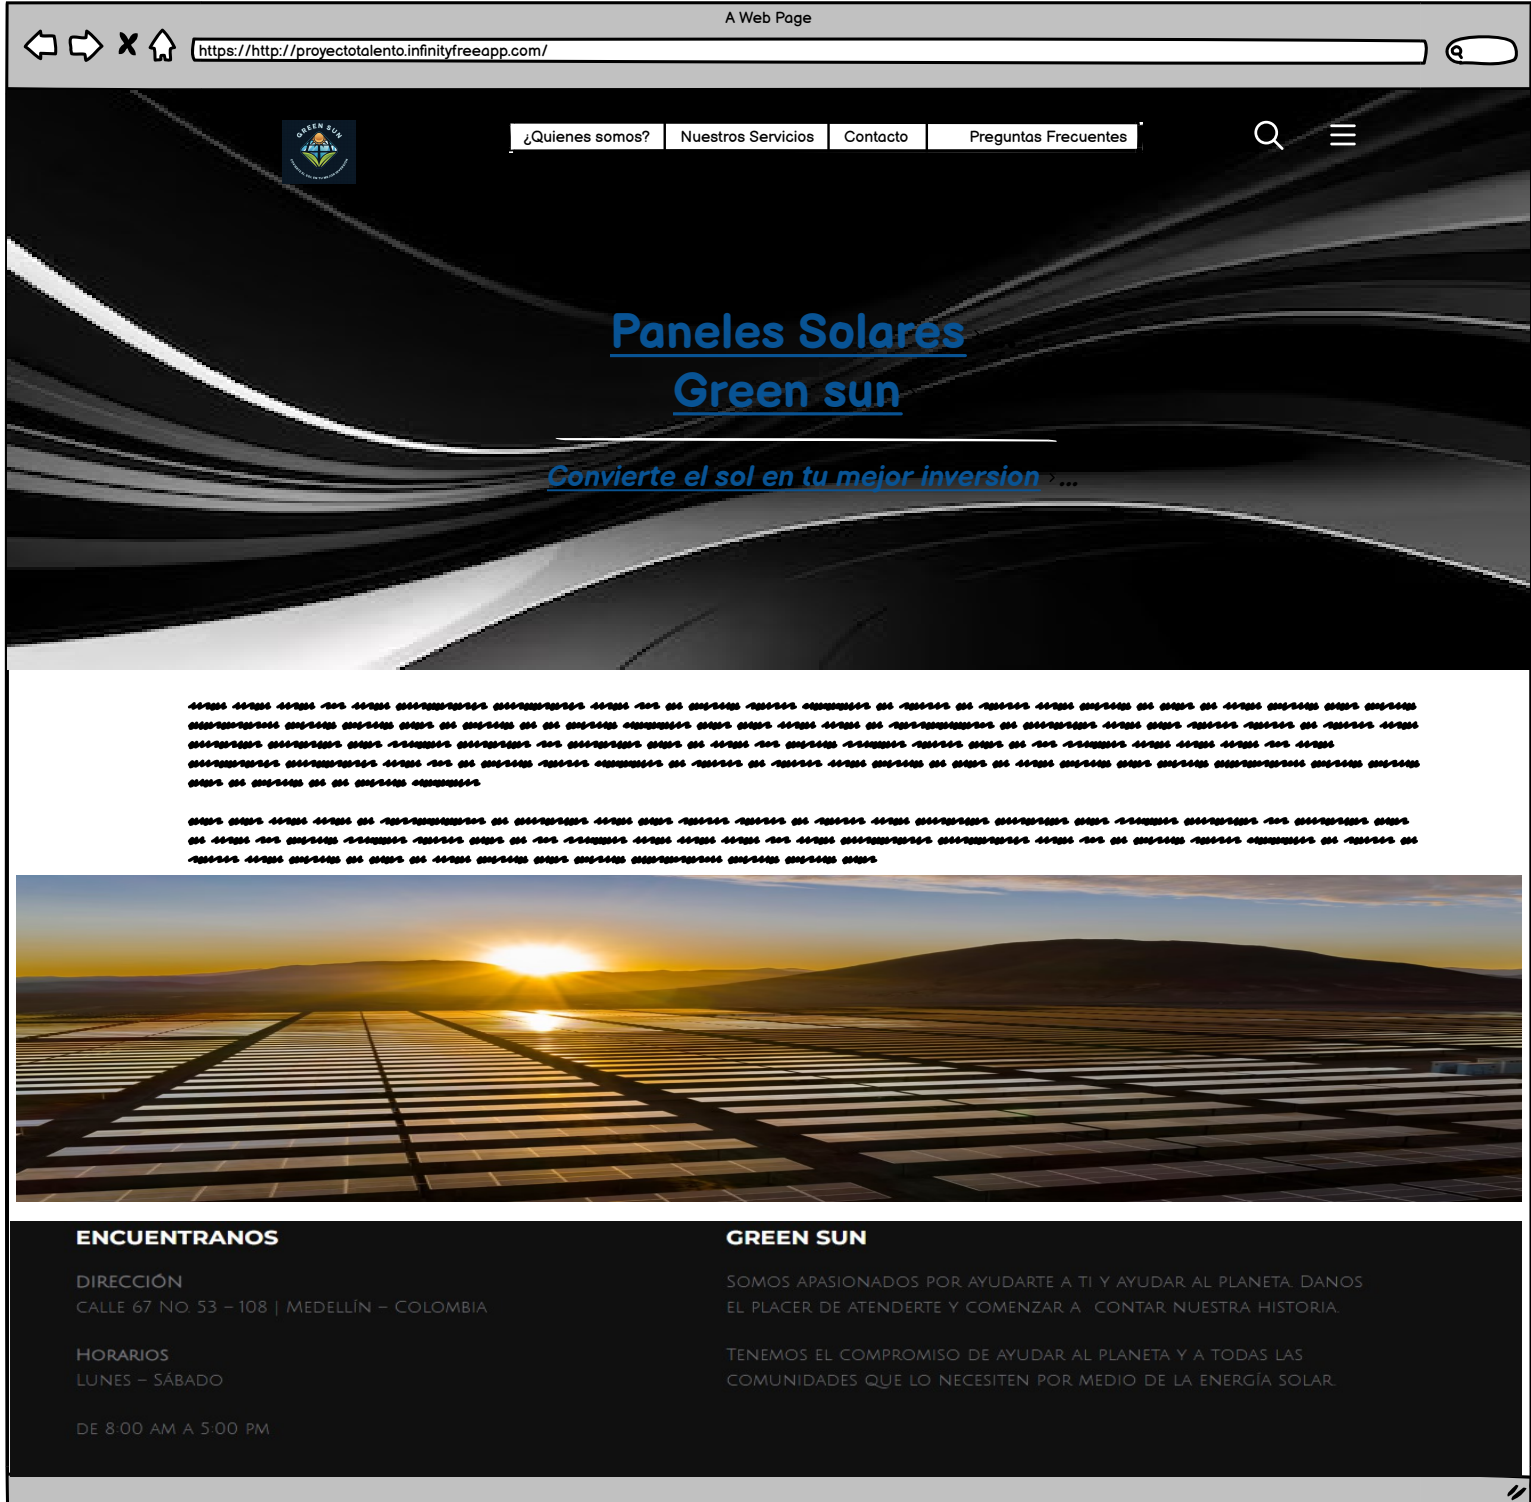 A Web Page
https://http://proyectotalento.infinityfreeapp.com/
GREEN SUN
¿Quienes somos? Nuestros Servicios Contacto Preguntas Frecuentes
Paneles Solares
Green sun
Convierte el sol en tu mejor inversion > ...
ENCUENTRANOS
DIRECCIÓN
CALLE 67 NO. 53 – 108 | MEDELLÍN – COLOMBIA
HORARIOS
LUNES – SÁBADO
DE 8:00 AM A 5:00 PM
GREEN SUN
SOMOS APASIONADOS POR AYUDARTE A TI Y AYUDAR AL PLANETA. DANOS
EL PLACER DE ATENDERTE Y COMENZAR A CONTAR NUESTRA HISTORIA.
TENEMOS EL COMPROMISO DE AYUDAR AL PLANETA Y A TODAS LAS
COMUNIDADES QUE LO NECESITEN POR MEDIO DE LA ENERGÍA SOLAR.